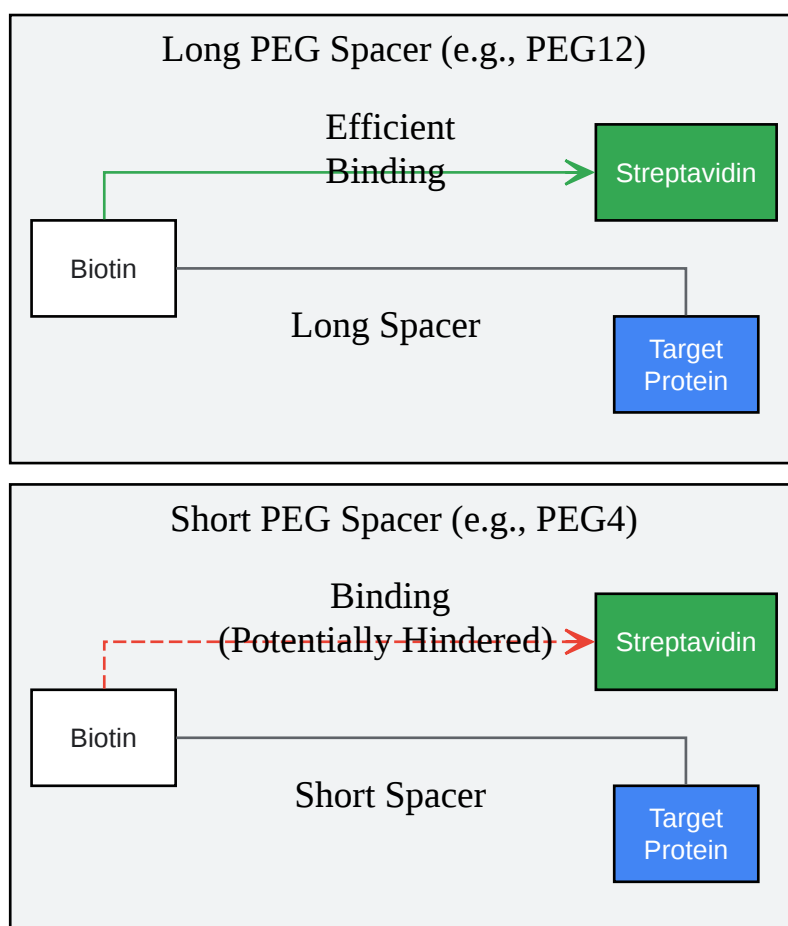 Long PEG Spacer (e.g., PEG12)
Efficient
Binding
Streptavidin
Biotin
Long Spacer
Target
Protein
Short PEG Spacer (e.g., PEG4)
Binding
(Potentially Hindered)
Streptavidin
Biotin
Short Spacer
Target
Protein